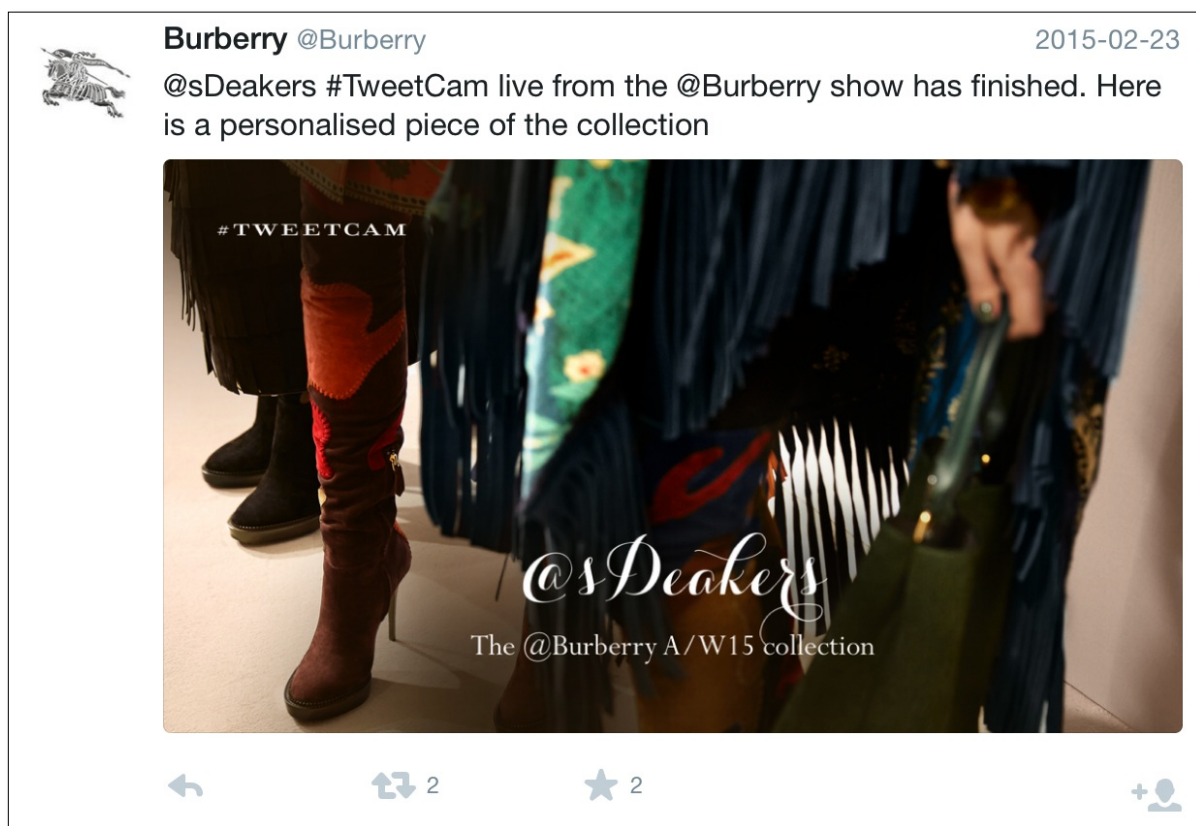 Burberry @Burberry 2015-02-23
@sDeakers #TweetCam live from the @Burberry show has finished. Here
is a personalised piece of the collection
#TWEETCAM
@sDeakers
The @Burberry A/W15 collection
2 2